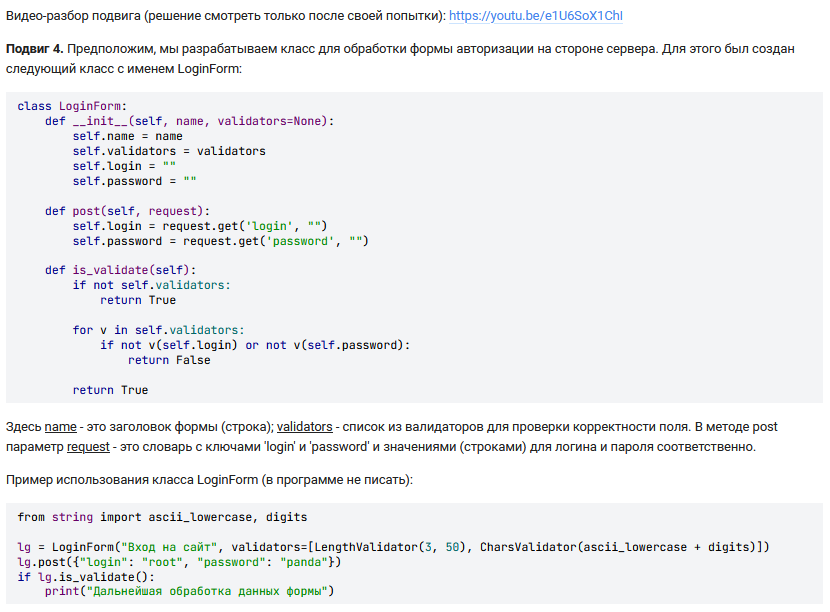 Видео-разбор подвига (решение смотреть только после своей попытки): https://youtu.be/e1U6SoX1ChI
Подвиг 4. Предположим, мы разрабатываем класс для обработки формы авторизации на стороне сервера. Для этого был создан
следующий класс с именем LoginForm:
class LoginForm:
    def __init__(self, name, validators=None):
        self.name = name
        self.validators = validators
        self.login = ""
        self.password = ""

    def post(self, request):
        self.login = request.get('login', "")
        self.password = request.get('password', "")

    def is_validate(self):
        if not self.validators:
            return True

        for v in self.validators:
            if not v(self.login) or not v(self.password):
                return False

        return True
Здесь name - это заголовок формы (строка); validators - список из валидаторов для проверки корректности поля. В методе post
параметр request - это словарь с ключами 'login' и 'password' и значениями (строками) для логина и пароля соответственно.
Пример использования класса LoginForm (в программе не писать):
from string import ascii_lowercase, digits

lg = LoginForm("Вход на сайт", validators=[LengthValidator(3, 50), CharsValidator(ascii_lowercase + digits)])
lg.post({"login": "root", "password": "panda"})
if lg.is_validate():
    print("Дальнейшая обработка данных формы")